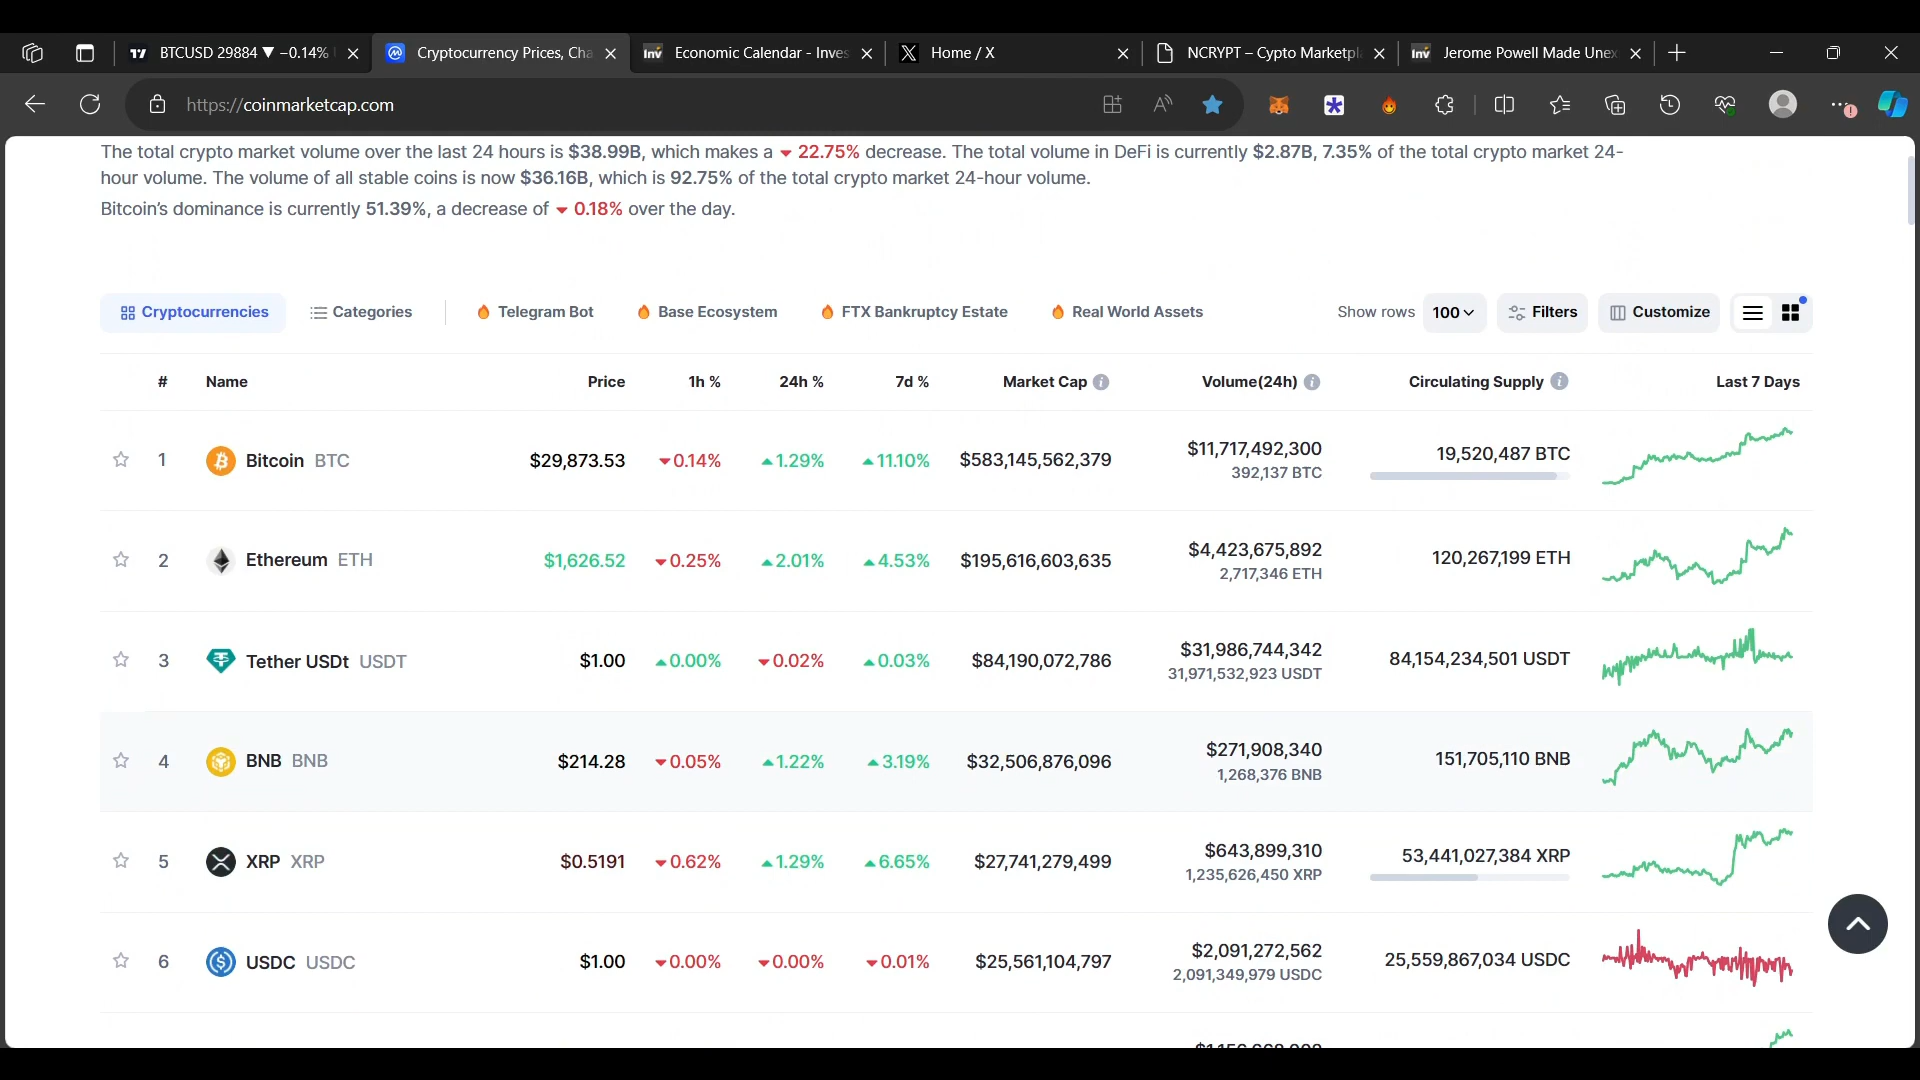 BTCUSD 29884 ▼ −0.14%
Cryptocurrency Prices, Cha
Economic Calendar - Inves
Home / X
NCRYPT – Cypto Marketpl
Jerome Powell Made Unex
https://coinmarketcap.com
The total crypto market volume over the last 24 hours is $38.99B, which makes a ▼ 22.75% decrease. The total volume in DeFi is currently $2.87B, 7.35% of the total crypto market 24-
hour volume. The volume of all stable coins is now $36.16B, which is 92.75% of the total crypto market 24-hour volume.
Bitcoin's dominance is currently 51.39%, a decrease of ▼ 0.18% over the day.
Cryptocurrencies Categories Telegram Bot Base Ecosystem FTX Bankruptcy Estate Real World Assets Show rows 100 Filters Customize
# Name Price 1h % 24h % 7d % Market Cap Volume(24h) Circulating Supply Last 7 Days
1 Bitcoin BTC $29,873.53 ▼0.14% ▲1.29% ▲11.10% $583,145,562,379 $11,717,492,300 19,520,487 BTC
392,137 BTC
2 Ethereum ETH $1,626.52 ▼0.25% ▲2.01% ▲4.53% $195,616,603,635 $4,423,675,892 120,267,199 ETH
2,717,346 ETH
3 Tether USDt USDT $1.00 ▲0.00% ▼0.02% ▲0.03% $84,190,072,786 $31,986,744,342 84,154,234,501 USDT
31,971,532,923 USDT
4 BNB BNB $214.28 ▼0.05% ▲1.22% ▲3.19% $32,506,876,096 $271,908,340 151,705,110 BNB
1,268,376 BNB
5 XRP XRP $0.5191 ▼0.62% ▲1.29% ▲6.65% $27,741,279,499 $643,899,310 53,441,027,384 XRP
1,235,626,450 XRP
6 USDC USDC $1.00 ▼0.00% ▼0.00% ▼0.01% $25,561,104,797 $2,091,272,562 25,559,867,034 USDC
2,091,349,979 USDC